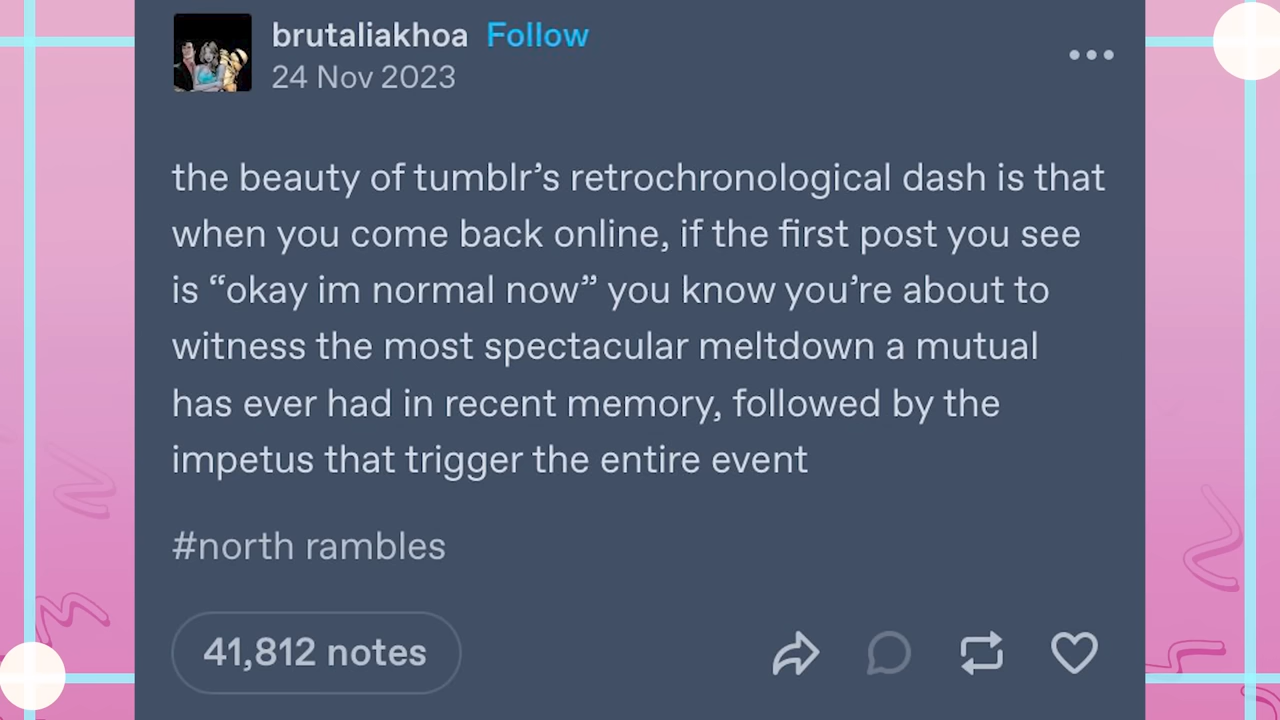 brutaliakhoa Follow
24 Nov 2023
the beauty of tumblr’s retrochronological dash is that
when you come back online, if the first post you see
is “okay im normal now” you know you’re about to
witness the most spectacular meltdown a mutual
has ever had in recent memory, followed by the
impetus that trigger the entire event
#north rambles
41,812 notes